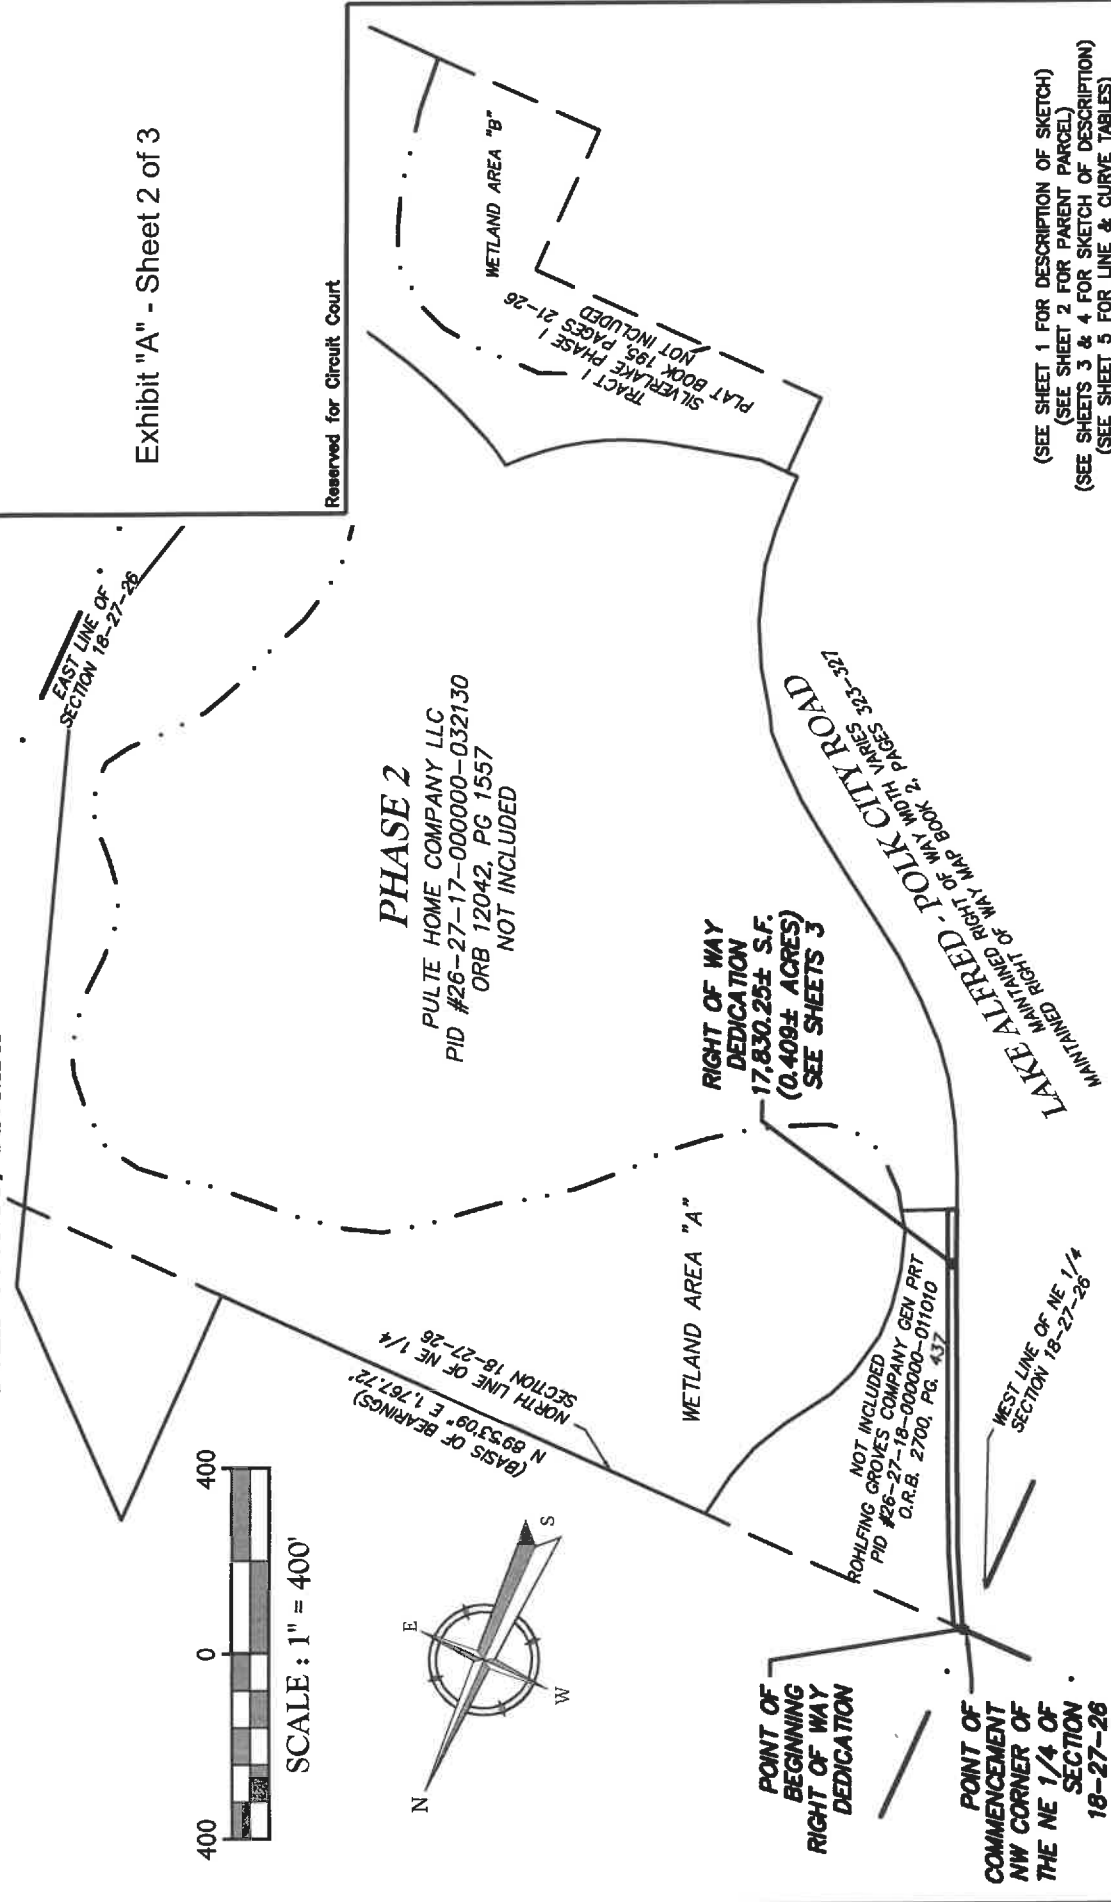 Exhibit "A" - Sheet 2 of 3
Reserved for Circuit Court
EAST LINE OF
SECTION 18-27-26
WETLAND AREA "B"
TRACT I
SILVERLAKE PHASE I
PLAT BOOK 195, PAGES 21-26
NOT INCLUDED
PHASE 2
PULTE HOME COMPANY LLC
PID #26-27-17-000000-032130
ORB 12042, PG 1557
NOT INCLUDED
400
0
400
SCALE : 1" = 400'
N
E
S
W
(BASIS OF BEARINGS)
N 89°53'09" E 1,767.72'
NORTH LINE OF NE 1/4
SECTION 18-27-26
WETLAND AREA "A"
RIGHT OF WAY
DEDICATION
17,830.25± S.F.
(0.409± ACRES)
SEE SHEETS 3
LAKE ALFRED - POLK CITY ROAD
MAINTAINED RIGHT OF WAY WIDTH VARIES
MAINTAINED RIGHT OF WAY MAP BOOK 2, PAGES 323-327
NOT INCLUDED
ROHLFING GROVES COMPANY GEN PRT
PID #26-27-18-000000-011010
O.R.B. 2700, PG. 437
WEST LINE OF NE 1/4
SECTION 18-27-26
POINT OF
BEGINNING
RIGHT OF WAY
DEDICATION
POINT OF
COMMENCEMENT
NW CORNER OF
THE NE 1/4 OF
SECTION
18-27-26
(SEE SHEET 1 FOR DESCRIPTION OF SKETCH)
(SEE SHEET 2 FOR PARENT PARCEL)
(SEE SHEETS 3 & 4 FOR SKETCH OF DESCRIPTION)
(SEE SHEET 5 FOR LINE & CURVE TABLES)